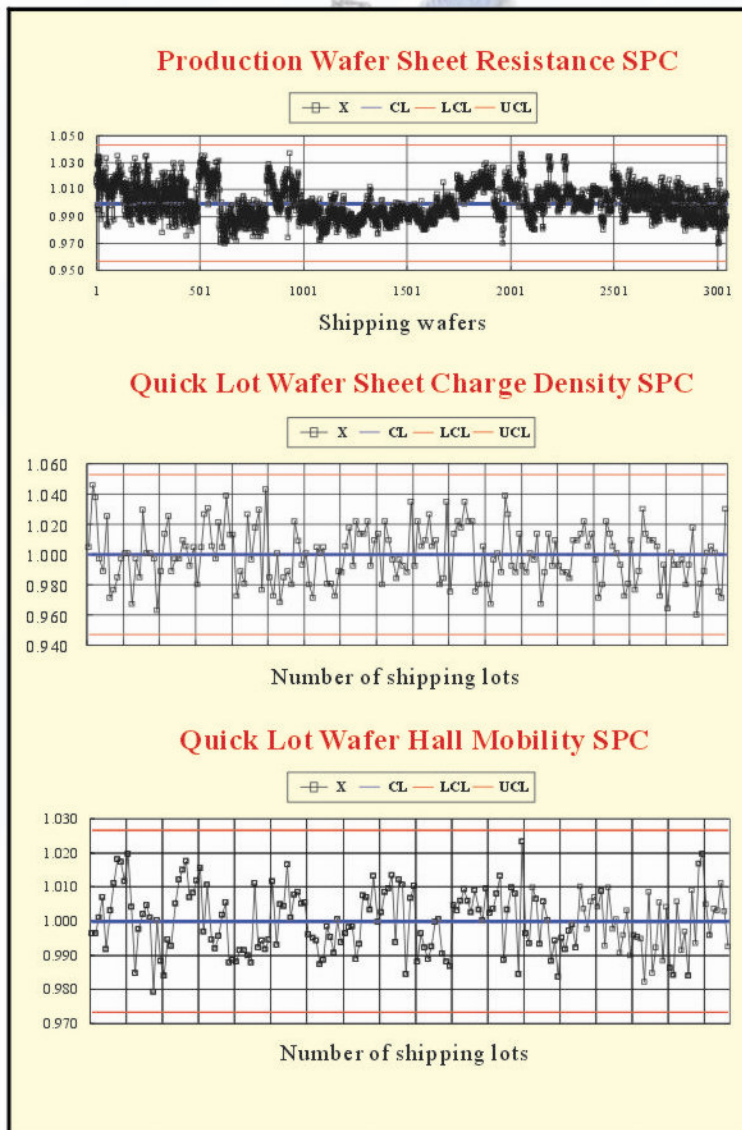 Production Wafer Sheet Resistance SPC
X CL LCL UCL
1.050
1.030
1.010
0.990
0.970
0.950
1 501 1001 1501 2001 2501 3001
Shipping wafers
Quick Lot Wafer Sheet Charge Density SPC
X CL LCL UCL
1.060
1.040
1.020
1.000
0.980
0.960
0.940
Number of shipping lots
Quick Lot Wafer Hall Mobility SPC
X CL LCL UCL
1.030
1.020
1.010
1.000
0.990
0.980
0.970
Number of shipping lots